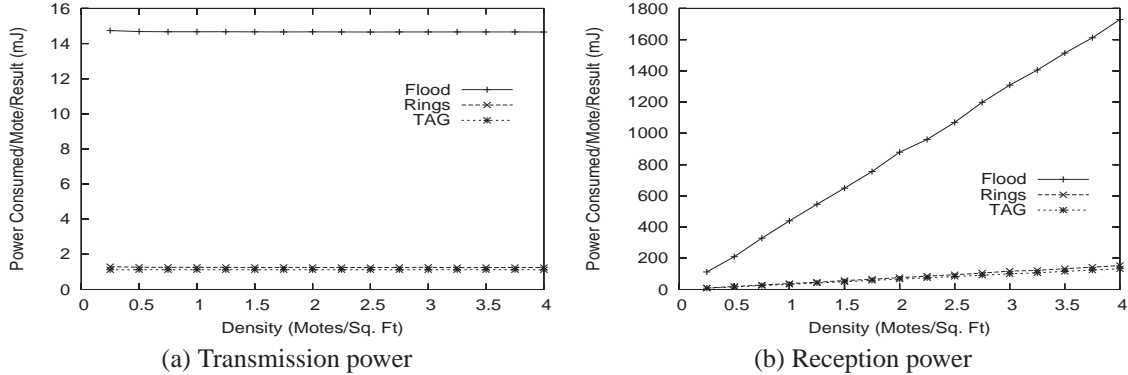 16
14
12
10
8
6
4
2
0
Power Consumed/Mote/Result (mJ)
Flood
Rings
TAG
0 0.5 1 1.5 2 2.5 3 3.5 4
Density (Motes/Sq. Ft)
(a) Transmission power
1800
1600
1400
1200
1000
800
600
400
200
0
Power Consumed/Mote/Result (mJ)
Flood
Rings
TAG
0 0.5 1 1.5 2 2.5 3 3.5 4
Density (Motes/Sq. Ft)
(b) Reception power